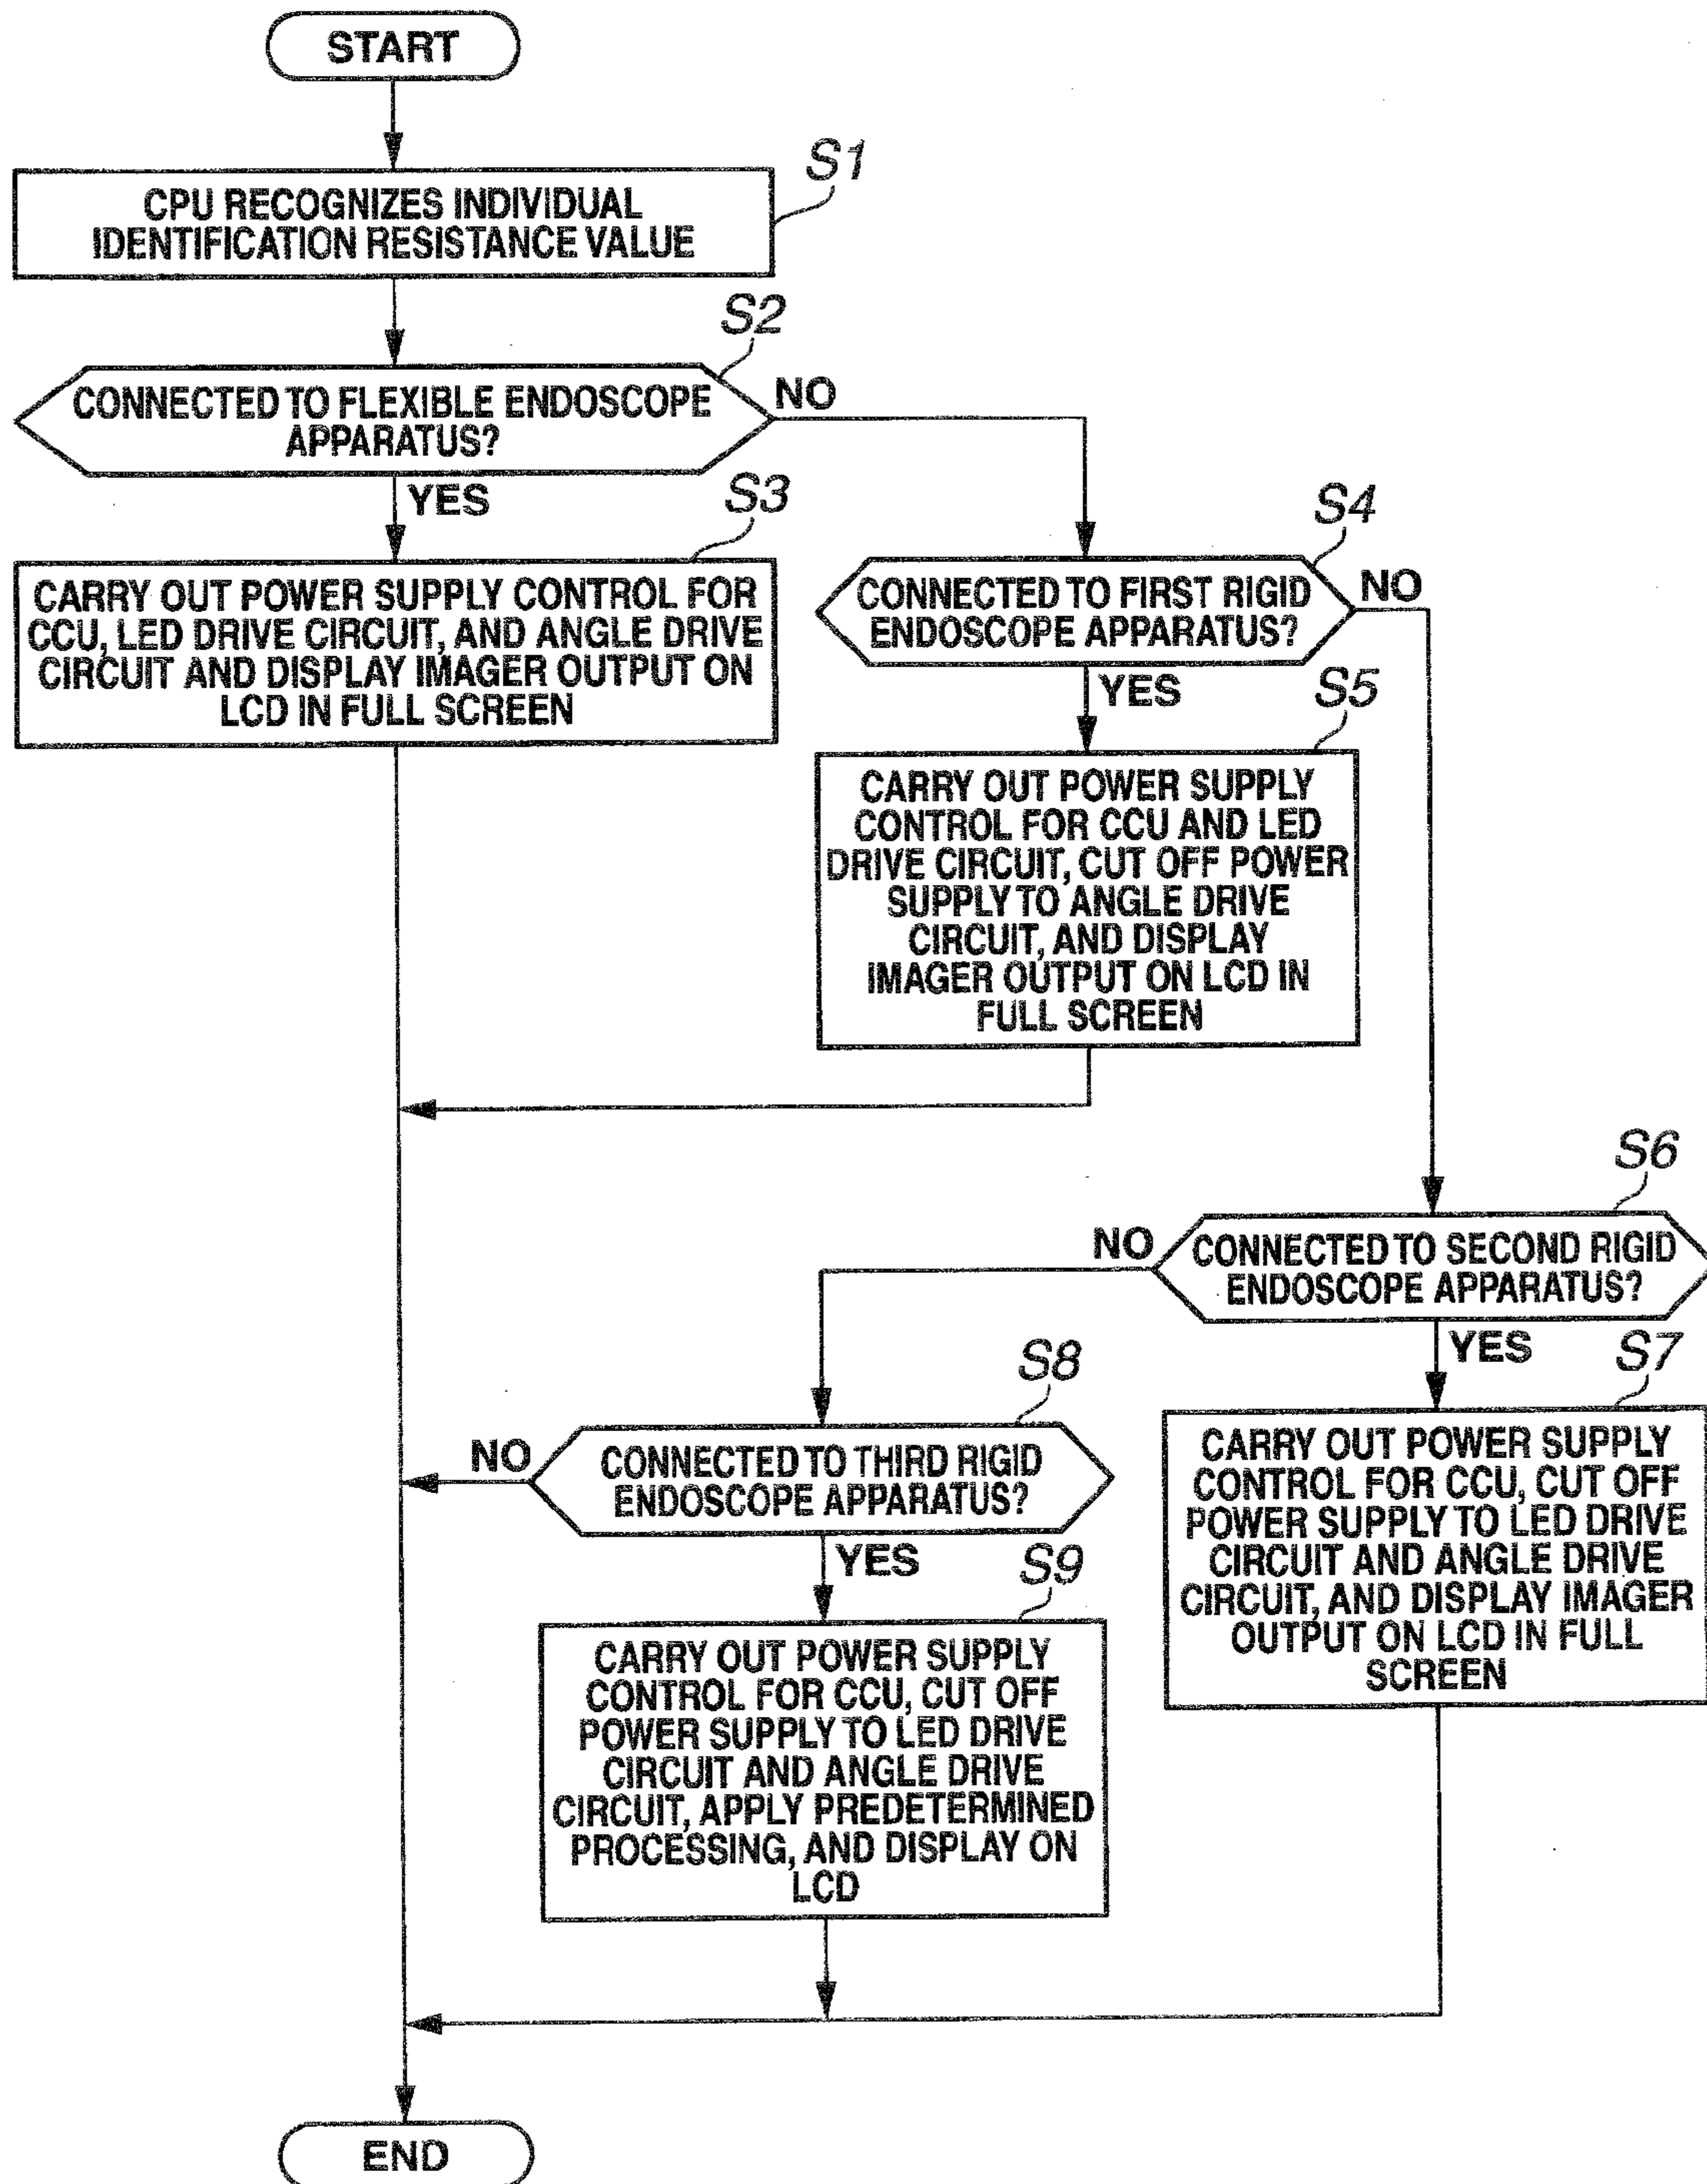 START
S1
CPU RECOGNIZES INDIVIDUAL
IDENTIFICATION RESISTANCE VALUE
S2
CONNECTED TO FLEXIBLE ENDOSCOPE
APPARATUS?
NO
YES
S3
CARRY OUT POWER SUPPLY CONTROL FOR
CCU, LED DRIVE CIRCUIT, AND ANGLE DRIVE
CIRCUIT AND DISPLAY IMAGER OUTPUT ON
LCD IN FULL SCREEN
S4
CONNECTED TO FIRST RIGID
ENDOSCOPE APPARATUS?
NO
YES
S5
CARRY OUT POWER SUPPLY
CONTROL FOR CCU AND LED
DRIVE CIRCUIT, CUT OFF POWER
SUPPLY TO ANGLE DRIVE
CIRCUIT, AND DISPLAY
IMAGER OUTPUT ON LCD IN
FULL SCREEN
S6
CONNECTED TO SECOND RIGID
ENDOSCOPE APPARATUS?
NO
YES
S7
CARRY OUT POWER SUPPLY
CONTROL FOR CCU, CUT OFF
POWER SUPPLY TO LED DRIVE
CIRCUIT AND ANGLE DRIVE
CIRCUIT, AND DISPLAY IMAGER
OUTPUT ON LCD IN FULL
SCREEN
S8
CONNECTED TO THIRD RIGID
ENDOSCOPE APPARATUS?
NO
YES
S9
CARRY OUT POWER SUPPLY
CONTROL FOR CCU, CUT OFF
POWER SUPPLY TO LED DRIVE
CIRCUIT AND ANGLE DRIVE
CIRCUIT, APPLY PREDETERMINED
PROCESSING, AND DISPLAY ON
LCD
END